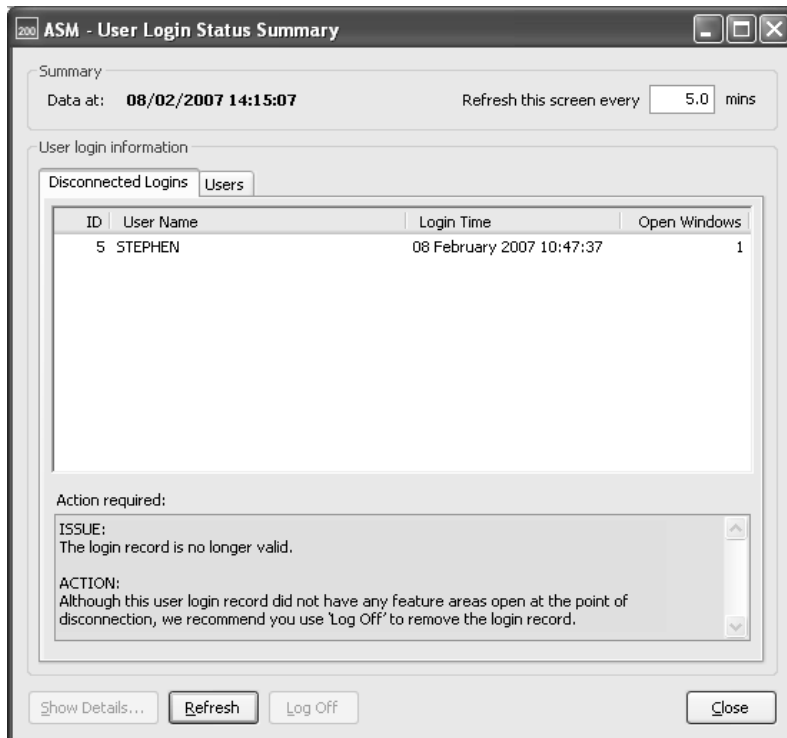 200 ASM - User Login Status Summary
Summary
Data at: 08/02/2007 14:15:07 Refresh this screen every 5.0 mins
User login information
Disconnected Logins Users
ID User Name Login Time Open Windows
5 STEPHEN 08 February 2007 10:47:37 1
Action required:
ISSUE:
The login record is no longer valid.
ACTION:
Although this user login record did not have any feature areas open at the point of
disconnection, we recommend you use 'Log Off' to remove the login record.
Show Details... Refresh Log Off Close